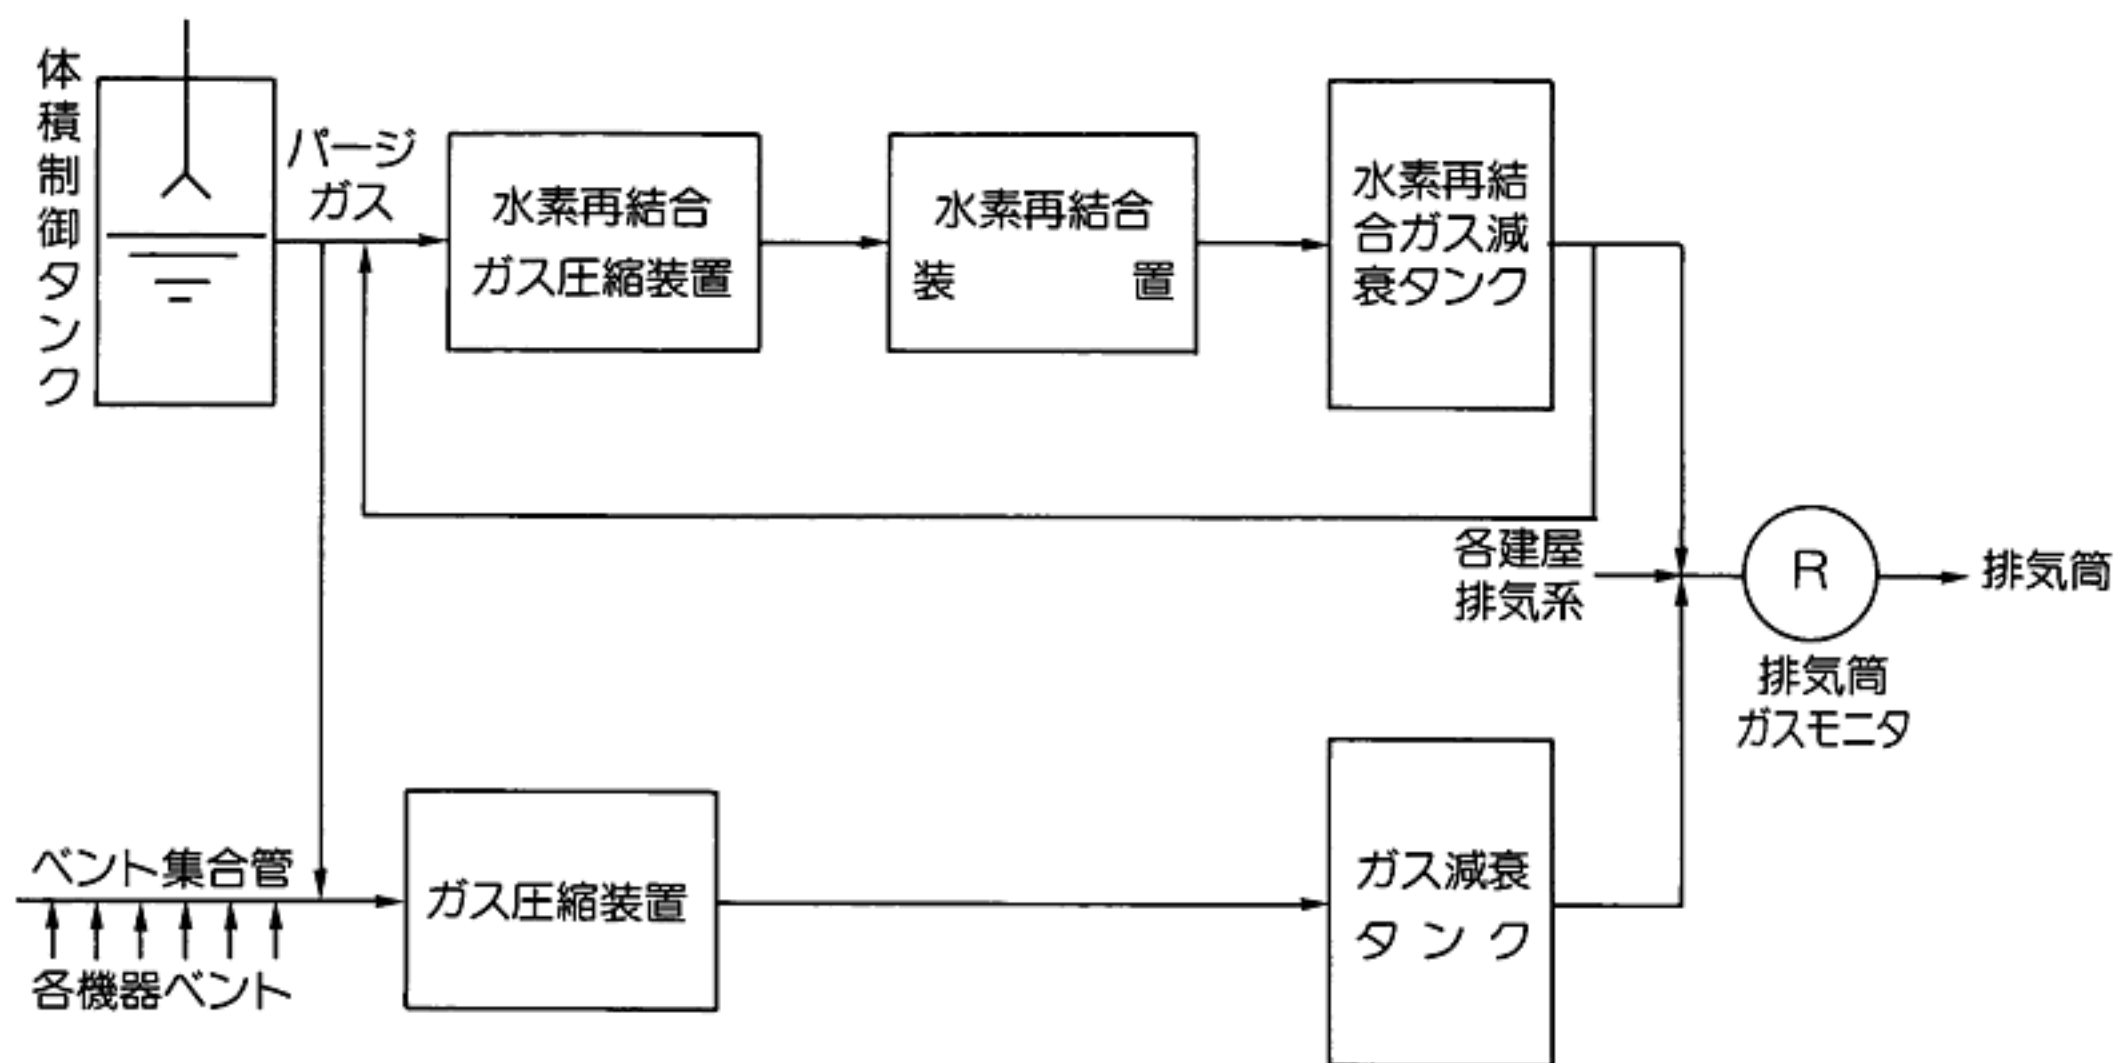 体積制御タンク
パージ
ガス
水素再結合
ガス圧縮装置
水素再結合
装置
水素再結
合ガス減
衰タンク
各建屋
排気系
R
排気筒
排気筒
ガスモニタ
ベント集合管
各機器ベント
ガス圧縮装置
ガス減衰
タンク